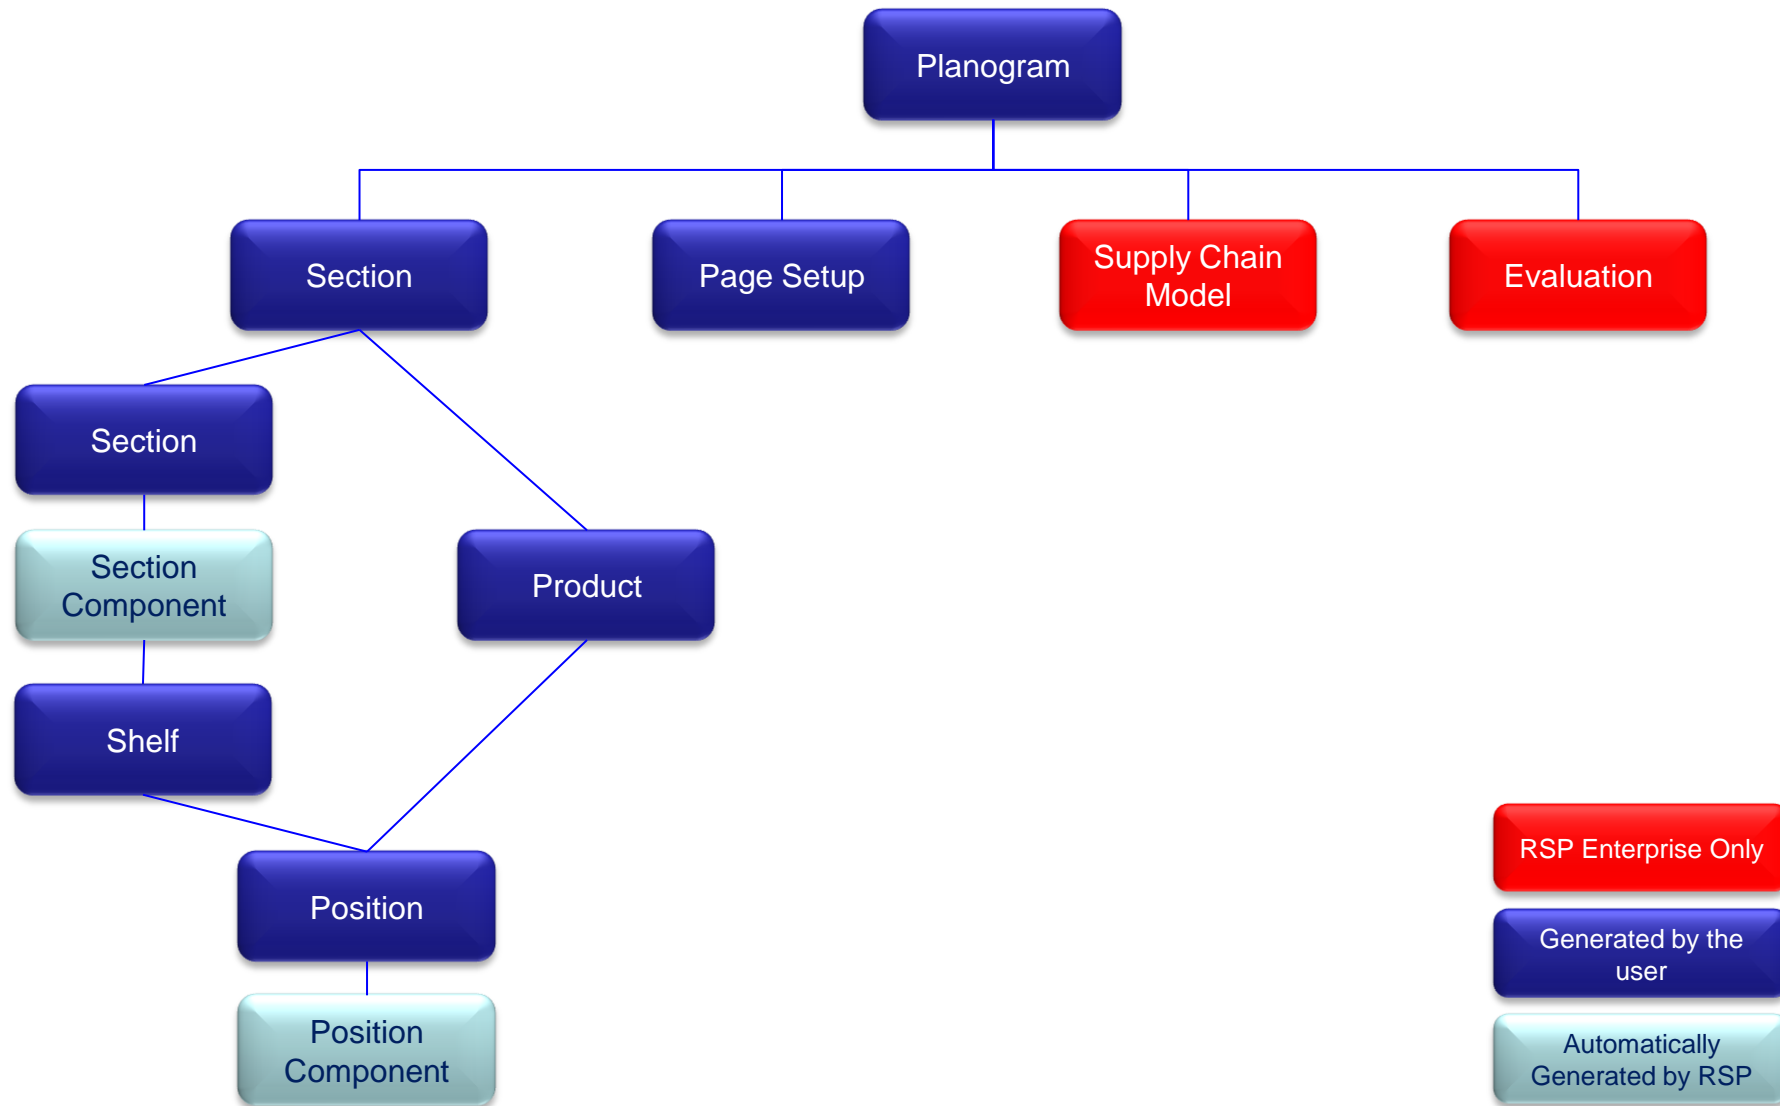 Planogram
Section
Page Setup
Supply Chain
Model
Evaluation
Section
Section
Component
Product
Shelf
Position
Position
Component
RSP Enterprise Only
Generated by the
user
Automatically
Generated by RSP